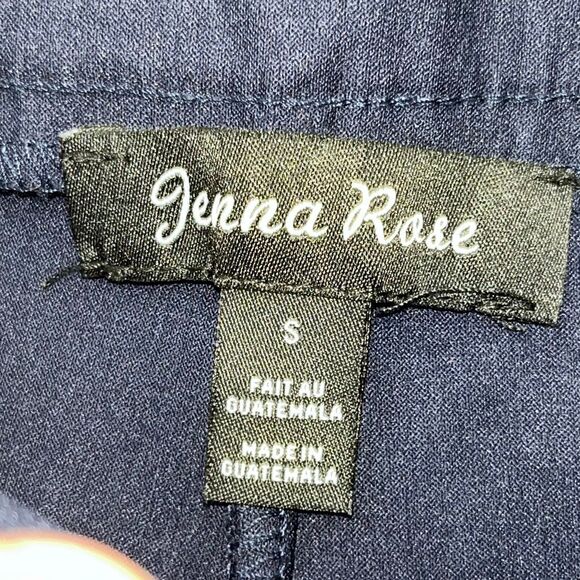 Jenna Rose
S
FAIT AU
GUATEMALA
MADE IN
GUATEMALA